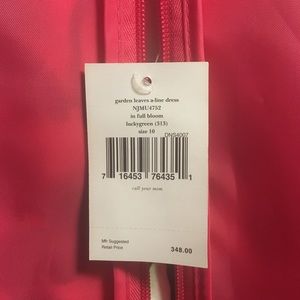 garden leaves a-line dress
NJMU4752
in full bloom
luckygreen (313)
size 10
DNS4007
7 16453 76435 1
call your mom
Mfr Suggested
Retail Price 348.00